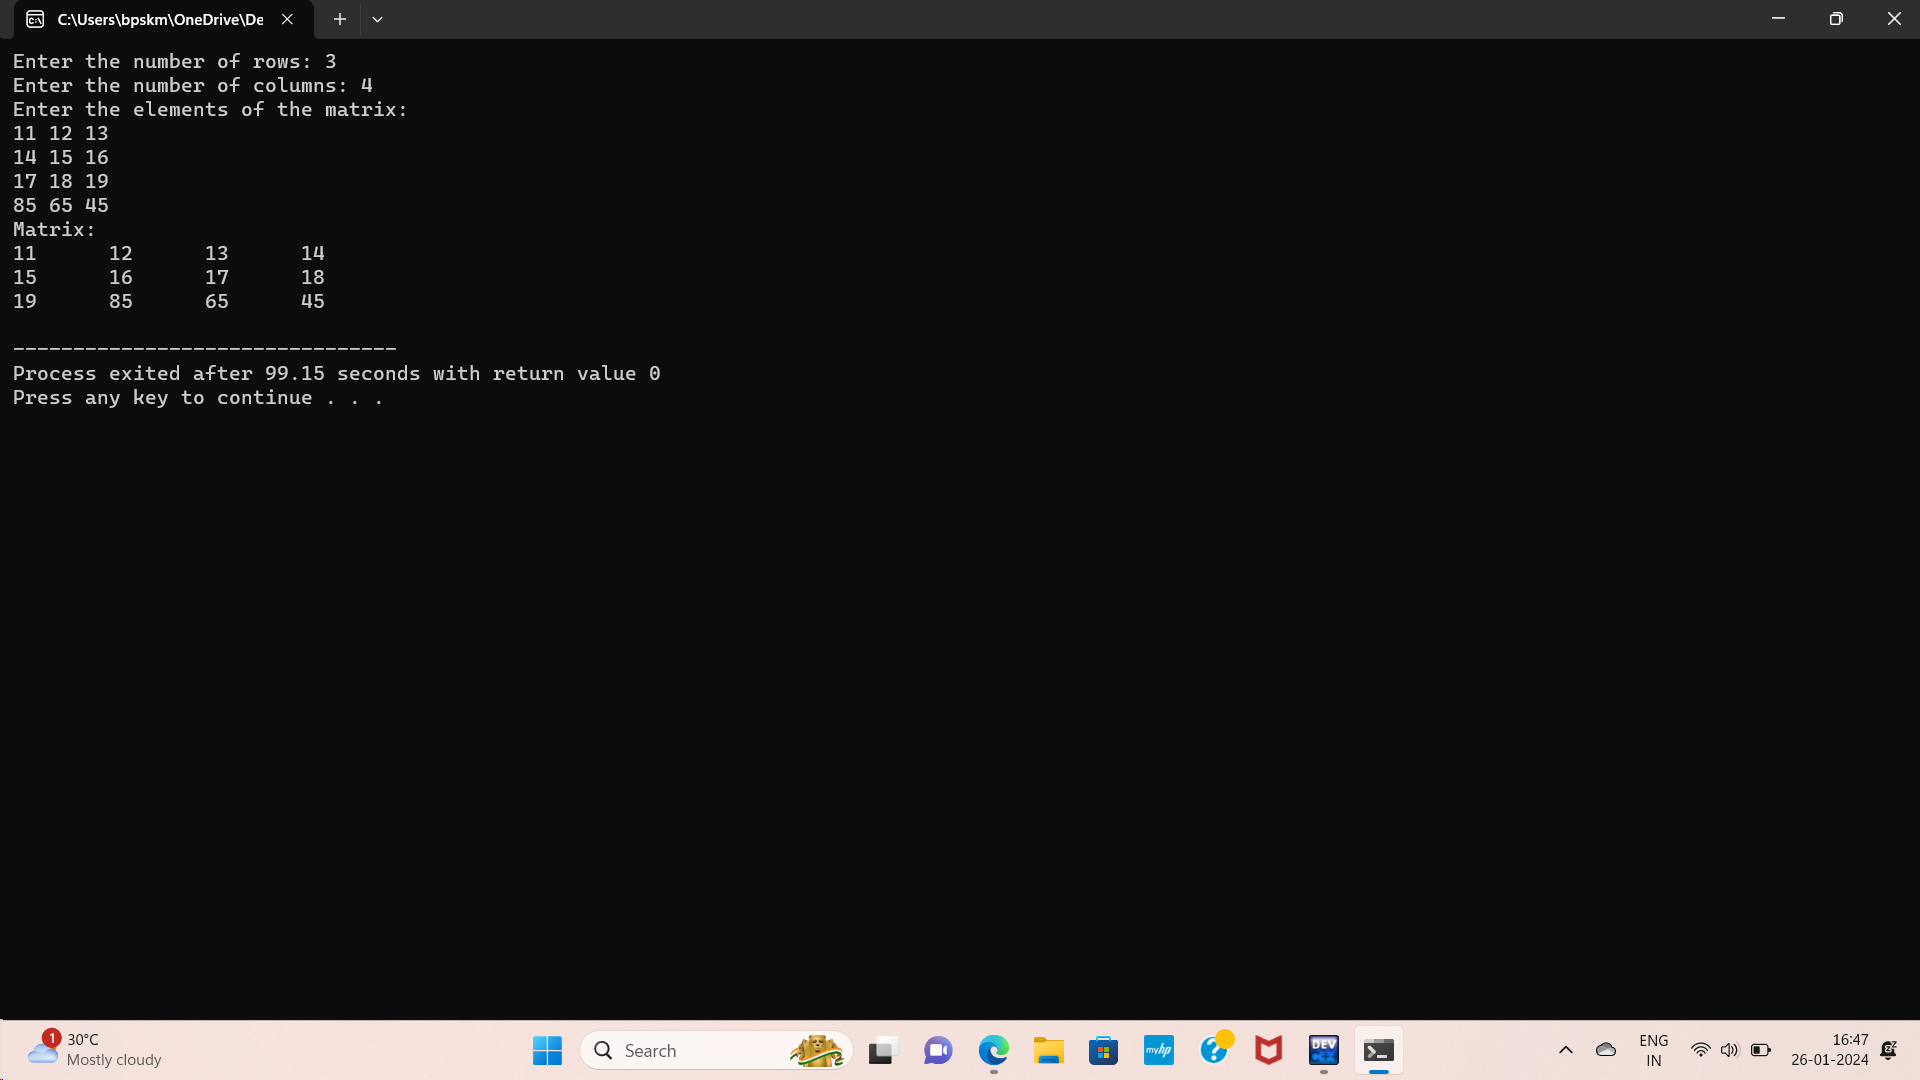 C:\Users\bpskm\OneDrive\De
Enter the number of rows: 3
Enter the number of columns: 4
Enter the elements of the matrix:
11 12 13
14 15 16
17 18 19
85 65 45
Matrix:
11 12 13 14
15 16 17 18
19 85 65 45
--------------------------------
Process exited after 99.15 seconds with return value 0
Press any key to continue . . .
1
30°C
Mostly cloudy
Search
myhp
DEV
C++
ENG
IN
16:47
26-01-2024